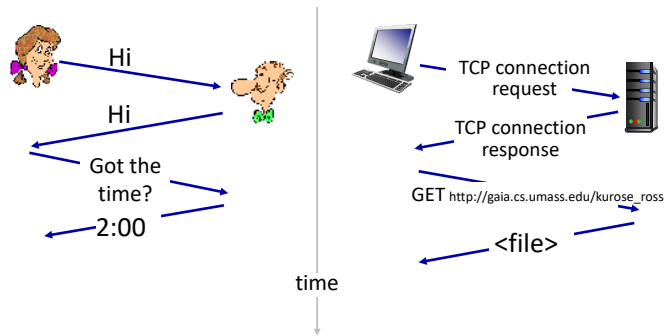 Hi
Hi
Got the
time?
2:00
time
TCP connection
request
TCP connection
response
GET http://gaia.cs.umass.edu/kurose_ross
<file>